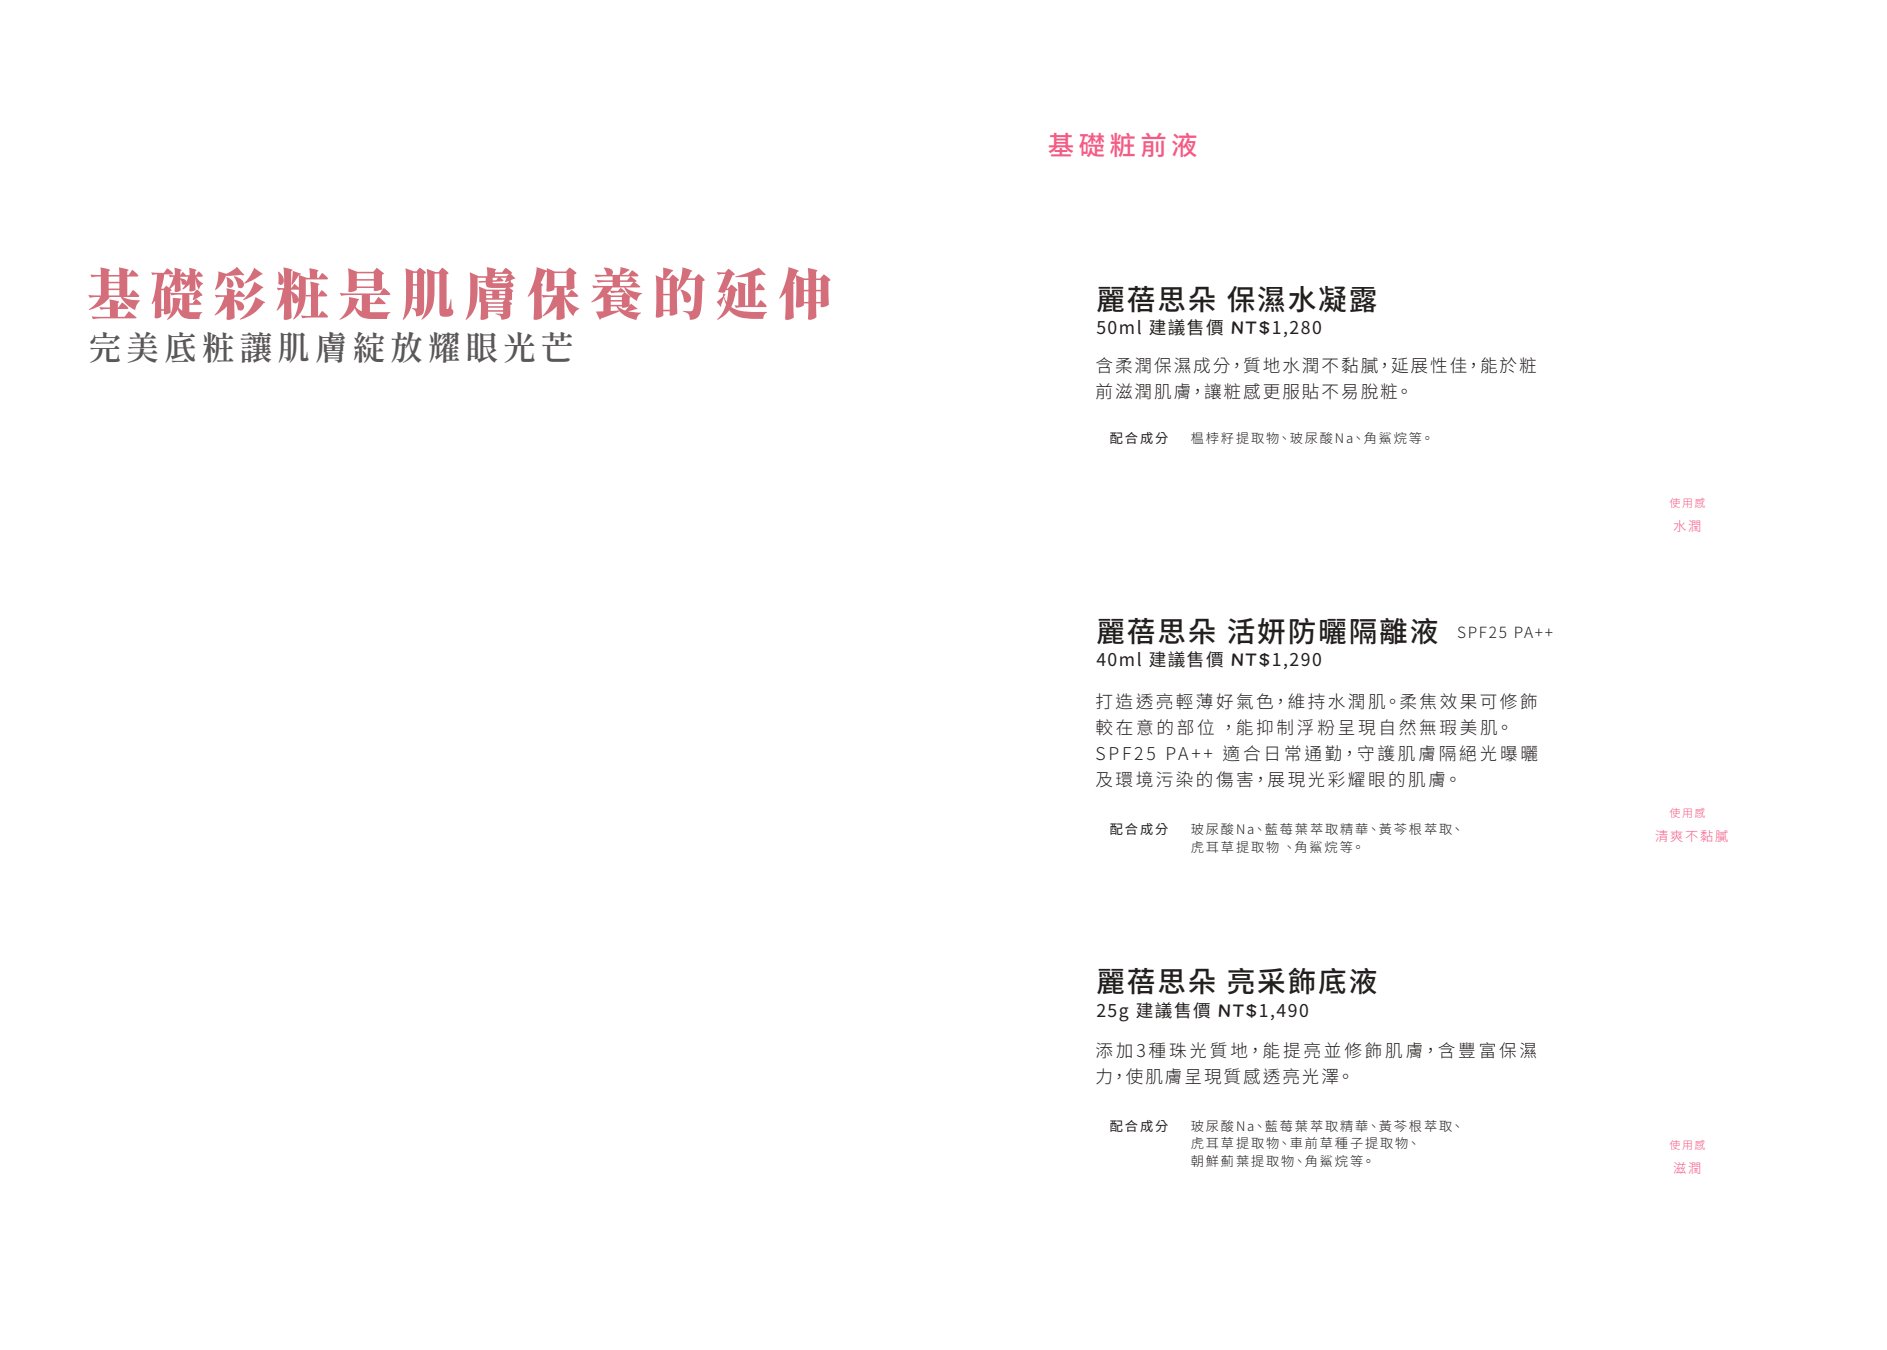 基礎彩粧是肌膚保養的延伸
完美底粧讓肌膚綻放耀眼光芒
基礎粧前液
麗蓓思朵 保濕水凝露
50ml 建議售價 NT$1,280
含柔潤保濕成分，質地水潤不黏膩，延展性佳，能於粧
前滋潤肌膚，讓粧感更服貼不易脫粧。
配合成分 榲桲籽提取物、玻尿酸Na、角鯊烷等。
使用感
水潤
麗蓓思朵 活妍防曬隔離液 SPF25 PA++
40ml 建議售價 NT$1,290
打造透亮輕薄好氣色，維持水潤肌。柔焦效果可修飾
較在意的部位 ，能抑制浮粉呈現自然無瑕美肌。
SPF25 PA++ 適合日常通勤，守護肌膚隔絕光曝曬
及環境污染的傷害，展現光彩耀眼的肌膚。
配合成分 玻尿酸Na、藍莓葉萃取精華、黃芩根萃取、
虎耳草提取物 、角鯊烷等。
使用感
清爽不黏膩
麗蓓思朵 亮采飾底液
25g 建議售價 NT$1,490
添加3種珠光質地，能提亮並修飾肌膚，含豐富保濕
力，使肌膚呈現質感透亮光澤。
配合成分 玻尿酸Na、藍莓葉萃取精華、黃芩根萃取、
虎耳草提取物、車前草種子提取物、
朝鮮薊葉提取物、角鯊烷等。
使用感
滋潤